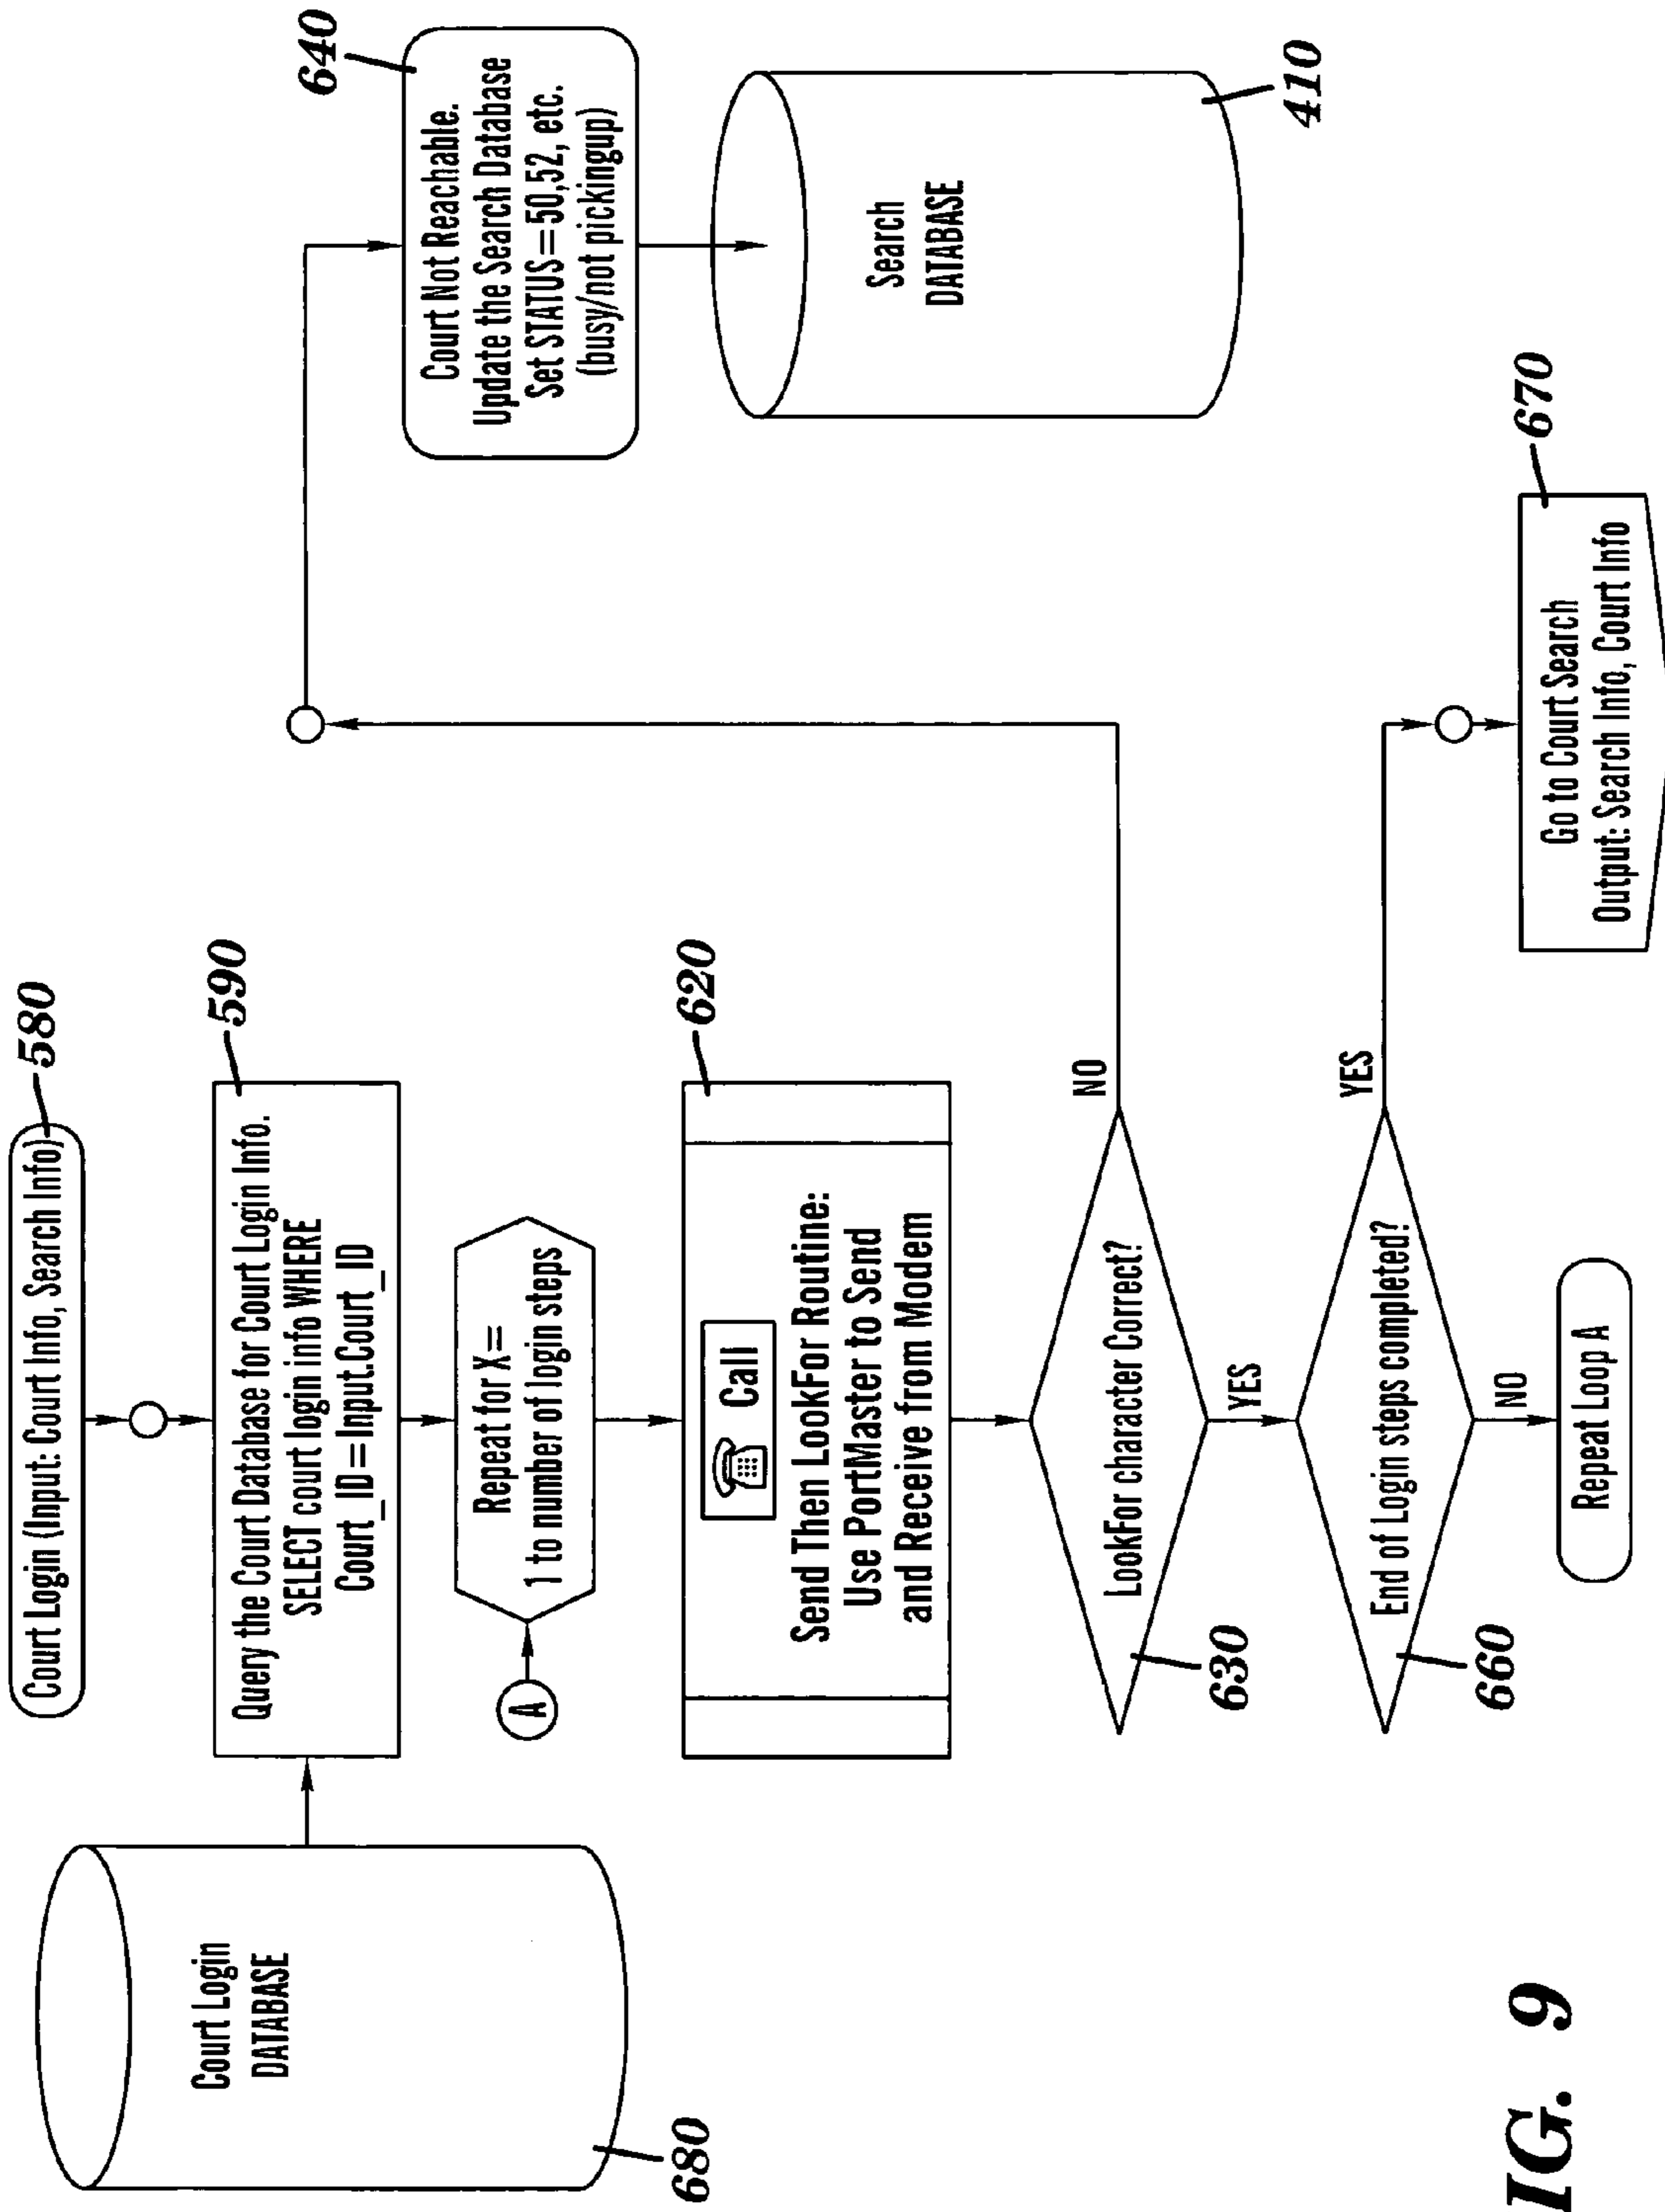 Court Login (Input: Court Info, Search Info)
580
Court Login
DATABASE
680
Query the Court Database for Court Login Info.
SELECT court login info WHERE
Court_ID=Input.Court_ID
590
A
Repeat for X=
1 to number of login steps
Call
Send Then LookFor Routine:
Use PortMaster to Send
and Receive from Modem
620
LookFor character Correct?
630
NO
YES
Court Not Reachable.
Update the Search Database
Set STATUS=50,52, etc.
(busy/not pickingup)
640
Search
DATABASE
410
End of Login steps completed?
660
YES
NO
Repeat Loop A
Go to Court Search
Output: Search Info, Court Info
670
IG. 9